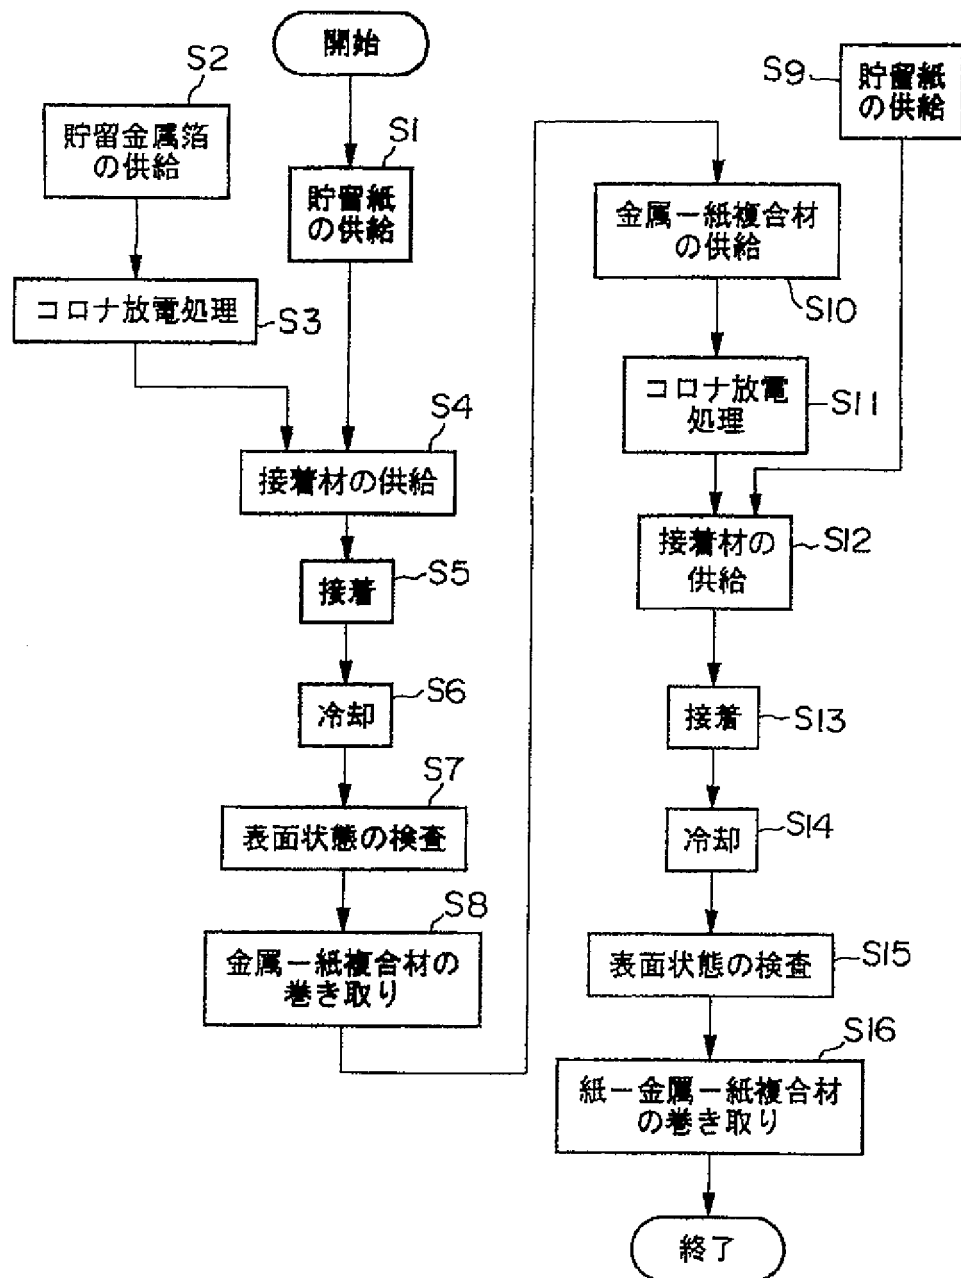 開始
S2
貯留金属箔
の供給
S1
貯留紙
の供給
コロナ放電処理
S3
S4
接着材の供給
S5
接着
S6
冷却
S7
表面状態の検査
S8
金属－紙複合材の
巻き取り
S9
貯留紙
の供給
金属－紙複合材
の供給
S10
コロナ放電
処理
S11
接着材の
供給
S12
接着
S13
冷却
S14
表面状態の検査
S15
S16
紙－金属－紙複合材
の巻き取り
終了